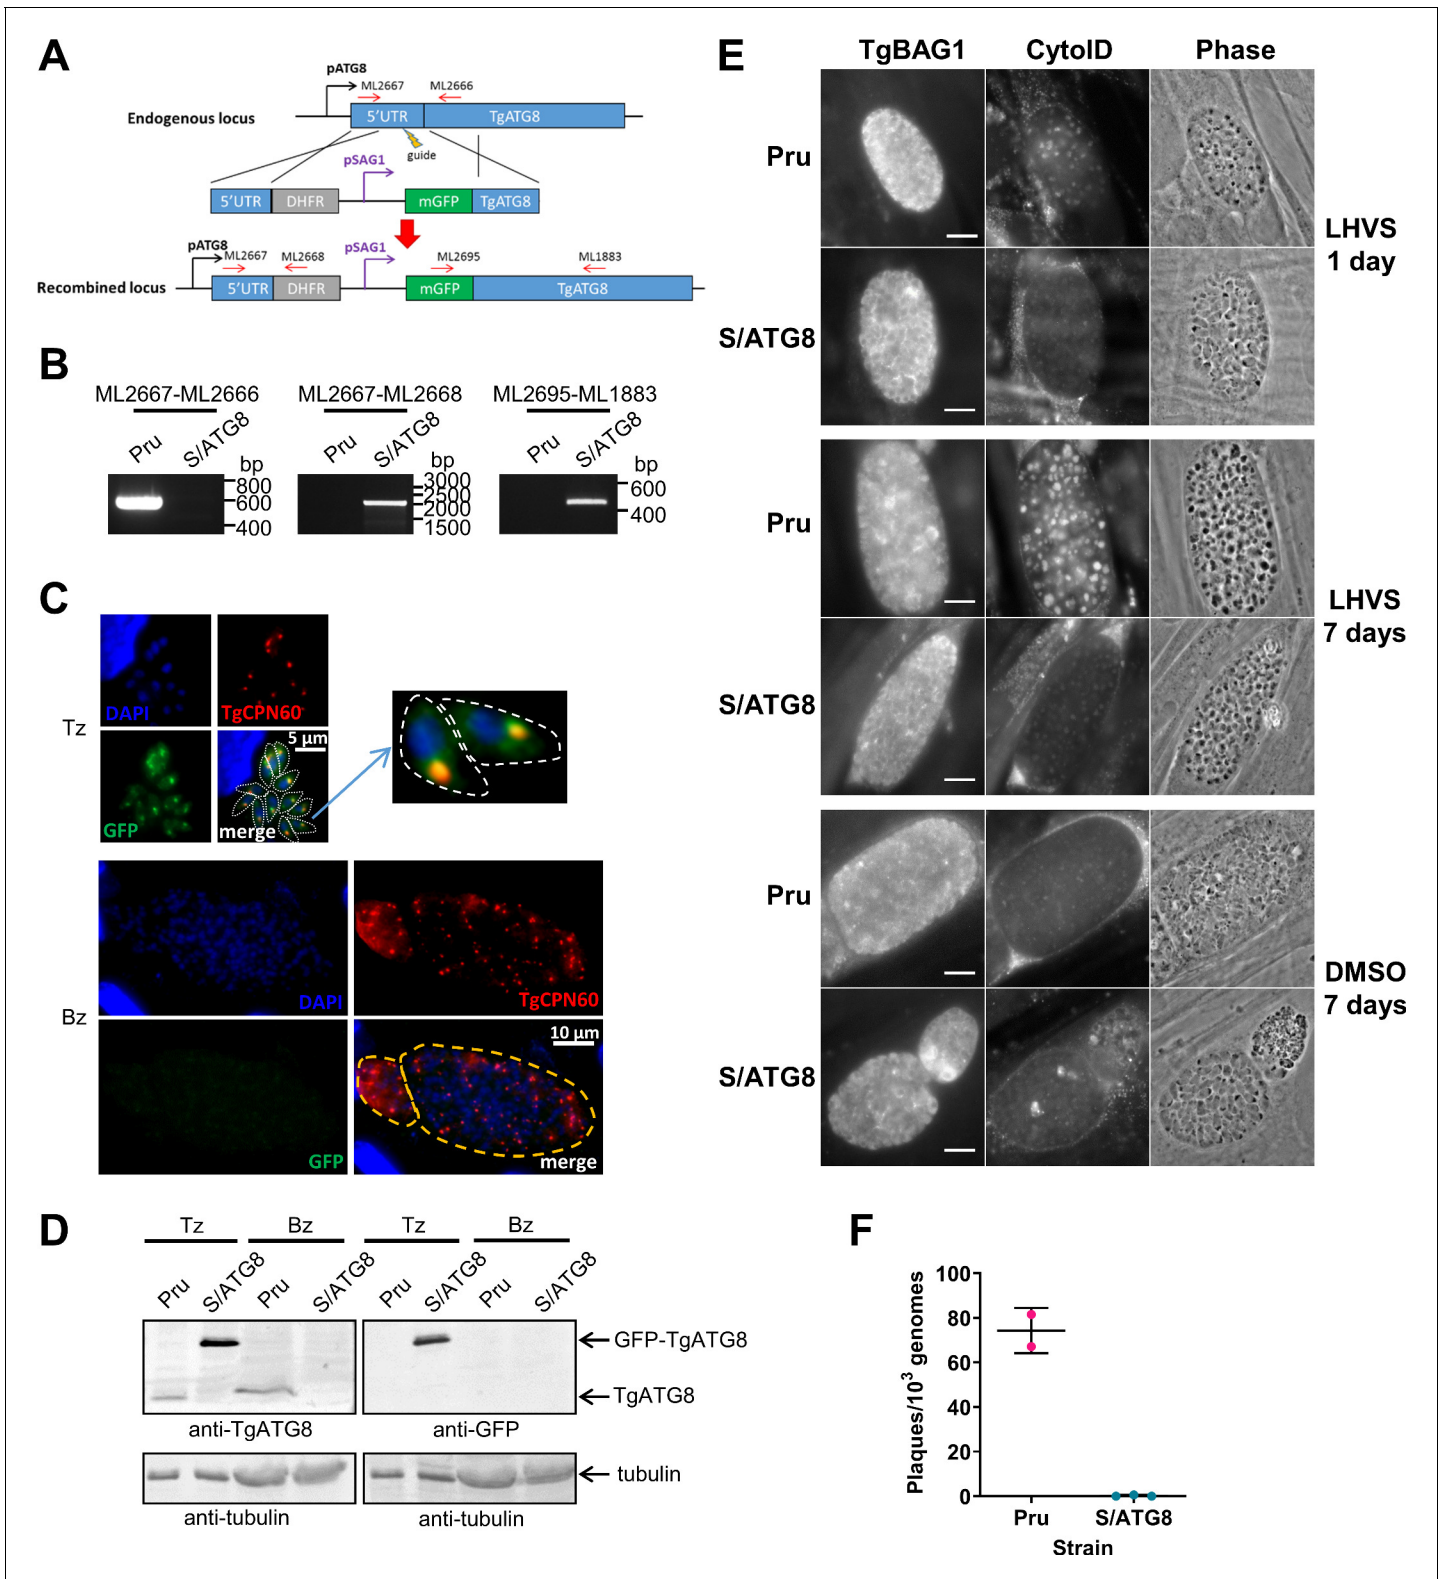 A
pATG8
ML2667
ML2666
Endogenous locus
5'UTR
TgATG8
guide
pSAG1
5'UTR
DHFR
mGFP
TgATG8
pATG8
ML2667
ML2668
pSAG1
ML2695
ML1883
Recombined locus
5'UTR
DHFR
mGFP
TgATG8
B
ML2667-ML2666
ML2667-ML2668
ML2695-ML1883
Pru
S/ATG8
Pru
S/ATG8
Pru
S/ATG8
bp
800
600
400
bp
3000
2500
2000
1500
bp
600
400
C
Tz
DAPI
TgCPN60
GFP
5 µm
merge
Bz
DAPI
TgCPN60
GFP
10 µm
merge
D
Tz
Bz
Tz
Bz
Pru
S/ATG8
Pru
S/ATG8
Pru
S/ATG8
Pru
S/ATG8
GFP-TgATG8
TgATG8
anti-TgATG8
anti-GFP
tubulin
anti-tubulin
anti-tubulin
E
TgBAG1
CytoID
Phase
Pru
S/ATG8
LHVS
1 day
Pru
S/ATG8
LHVS
7 days
Pru
S/ATG8
DMSO
7 days
F
Plaques/10³ genomes
100
80
60
40
20
0
Pru
S/ATG8
Strain